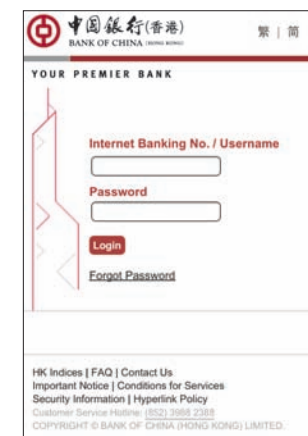 中国銀行(香港) 繁 | 简
BANK OF CHINA (HONG KONG)
YOUR PREMIER BANK
Internet Banking No. / Username
Password
Login
Forgot Password
HK Indices | FAQ | Contact Us
Important Notice | Conditions for Services
Security Information | Hyperlink Policy
Customer Service Hotline: (852) 3988 2388
COPYRIGHT © BANK OF CHINA (HONG KONG) LIMITED.